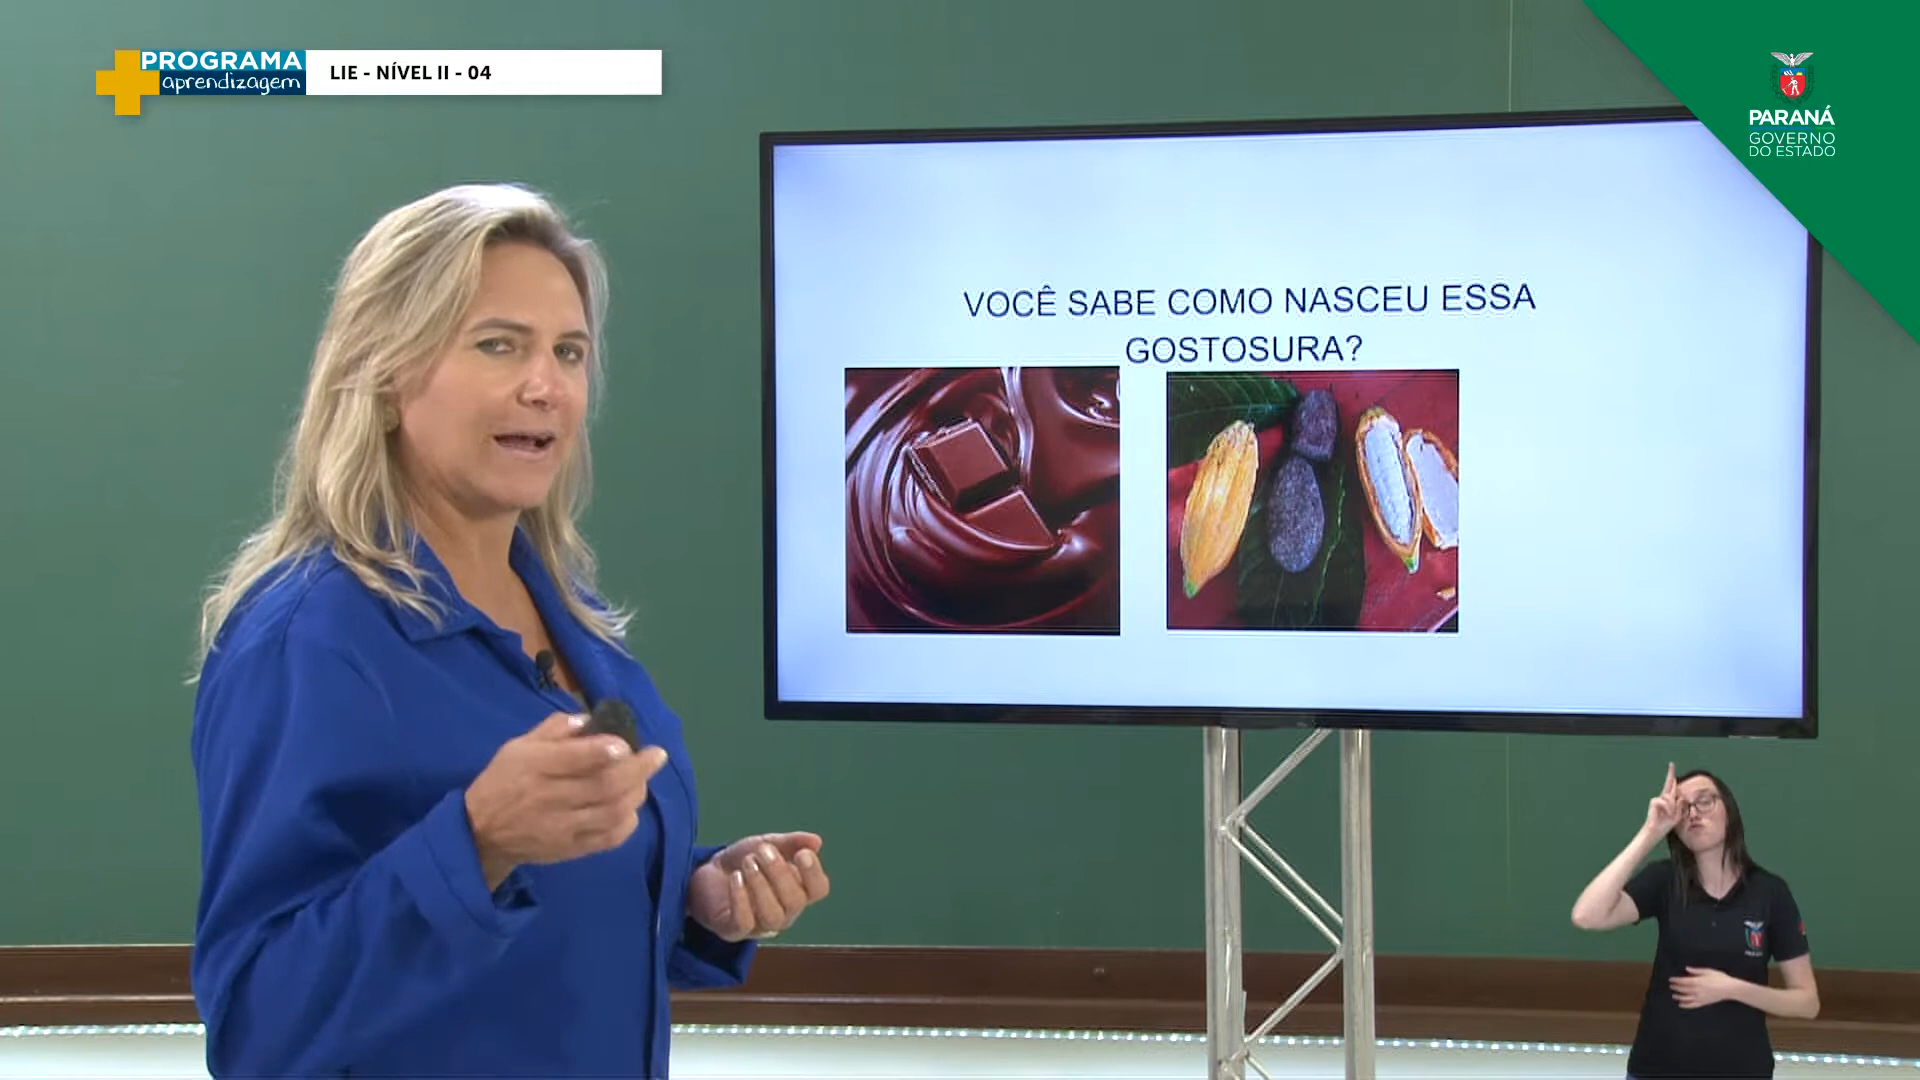 PROGRAMA
aprendizagem
LIE - NÍVEL II - 04
PARANÁ
GOVERNO
DO ESTADO
VOCÊ SABE COMO NASCEU ESSA
GOSTOSURA?